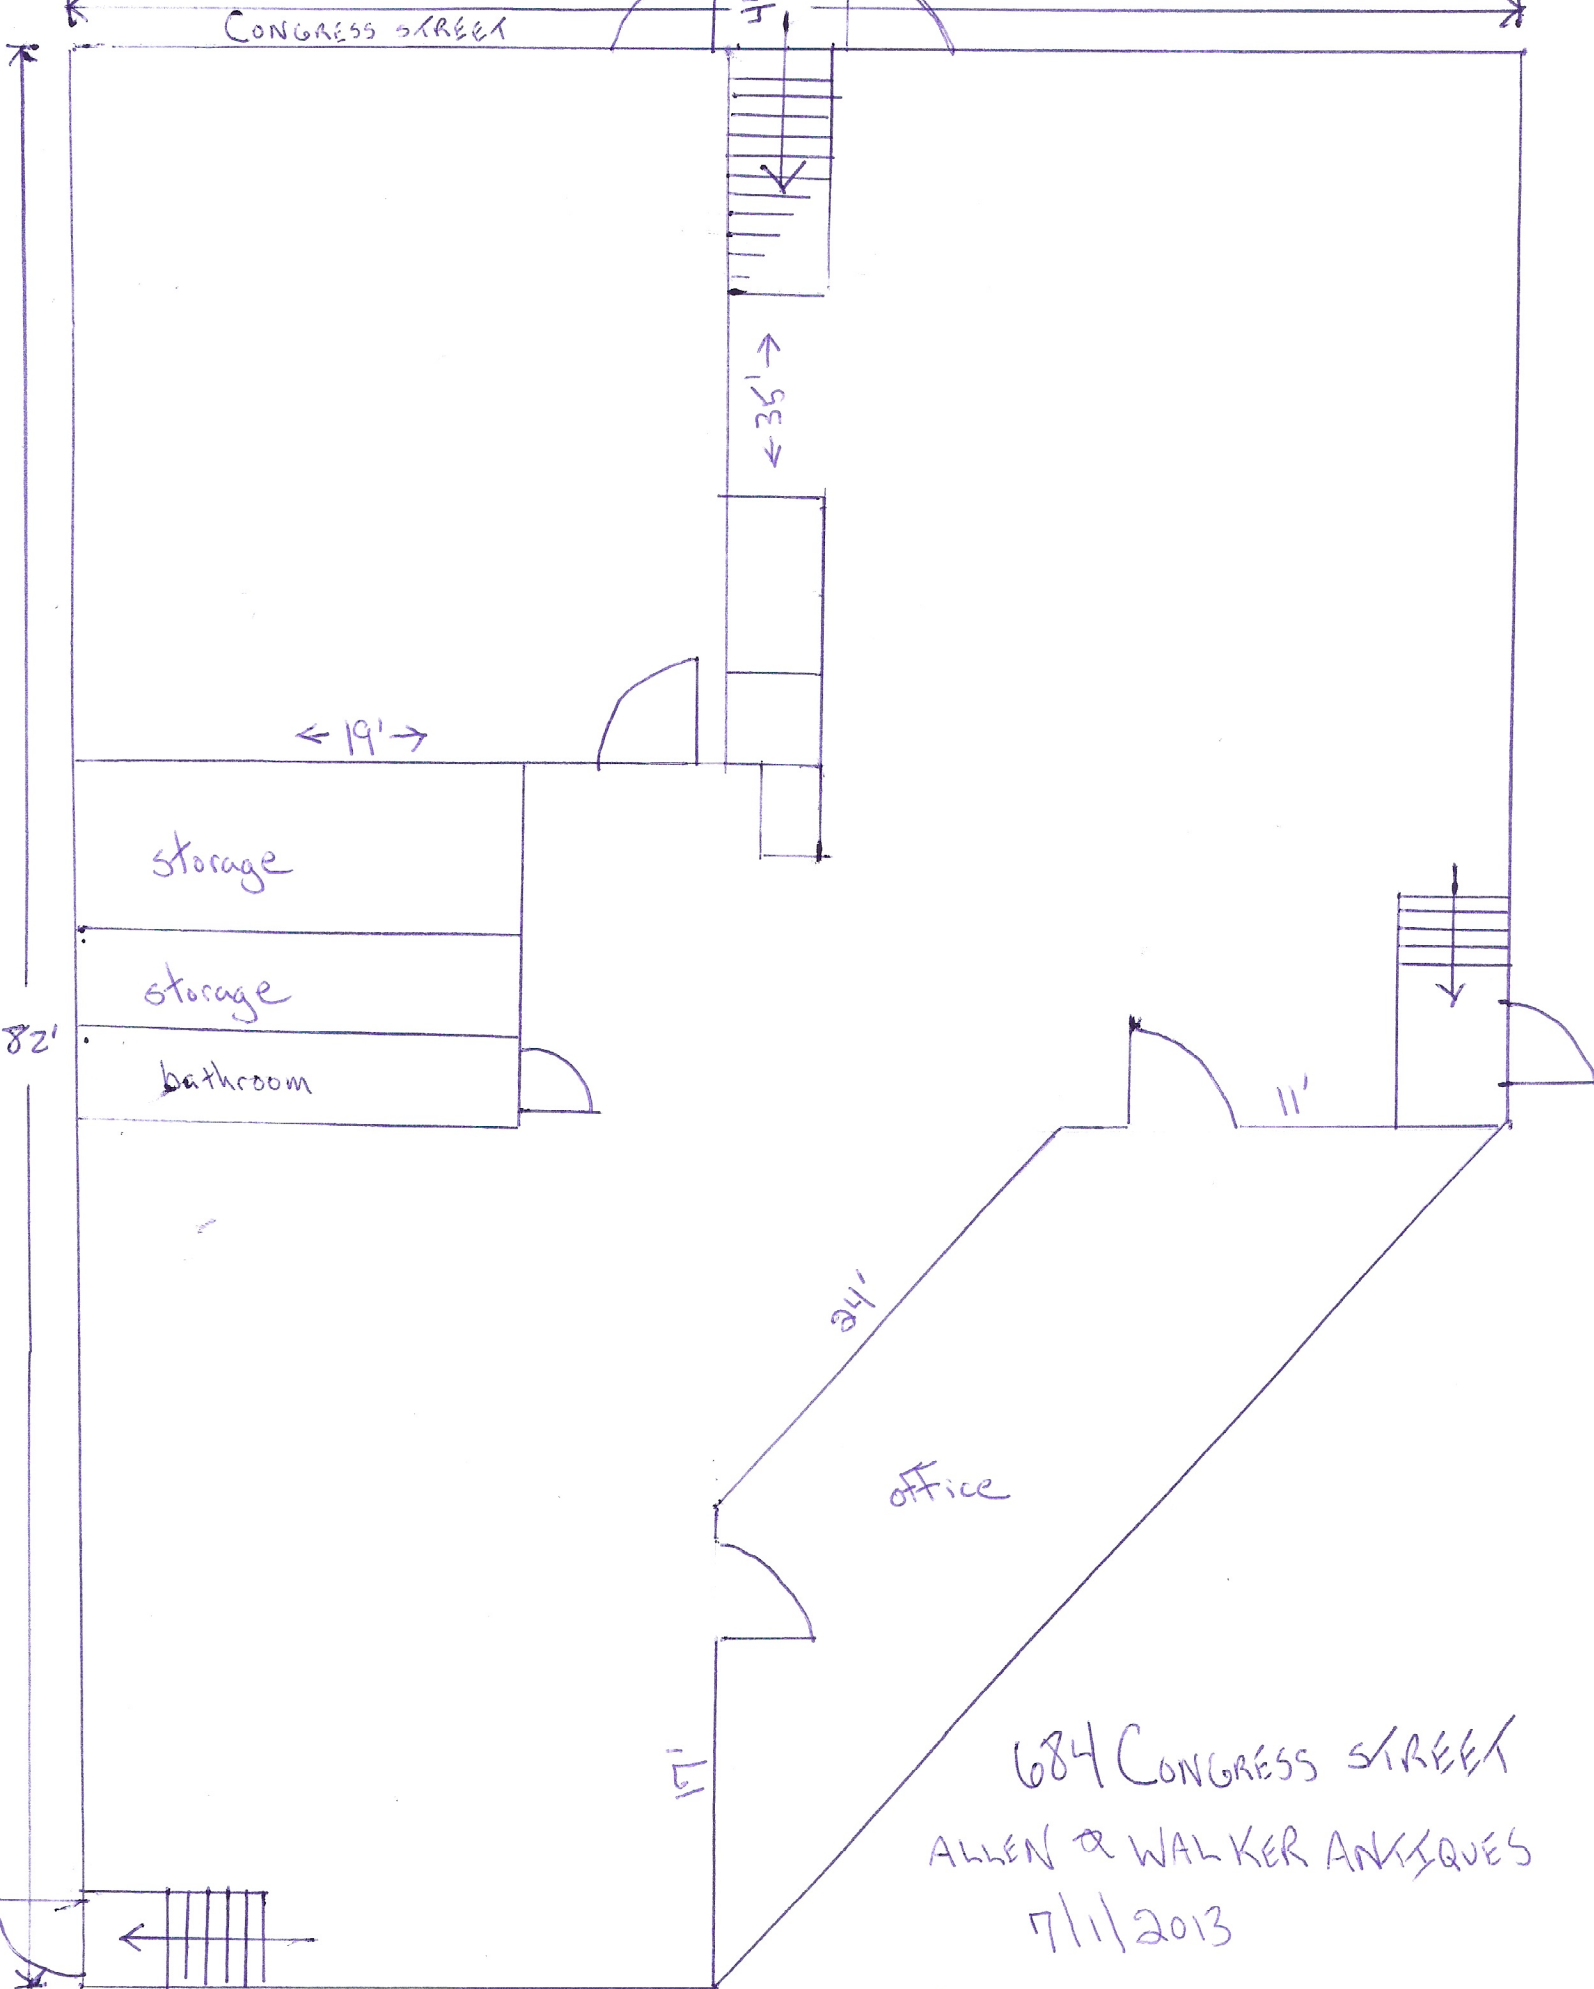 CONGRESS STREET
35'
19'
storage
storage
82'
bathroom
11'
24'
office
684 CONGRESS STREET
17'
ALLEN & WALKER ANTIQUES
7/1/2013